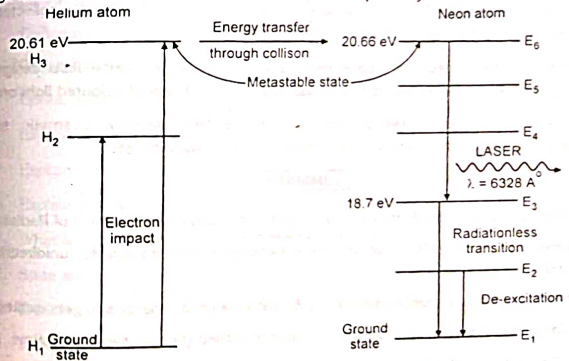 Helium atom
Neon atom
Energy transfer
through collison
20.61 eV
H3
20.66 eV
E6
Metastable state
E5
H2
E4
LASER
λ = 6328 A°
18.7 eV
E3
Electron
impact
Radiationless
transition
E2
De-excitation
Ground
state
H1
Ground
state
E1